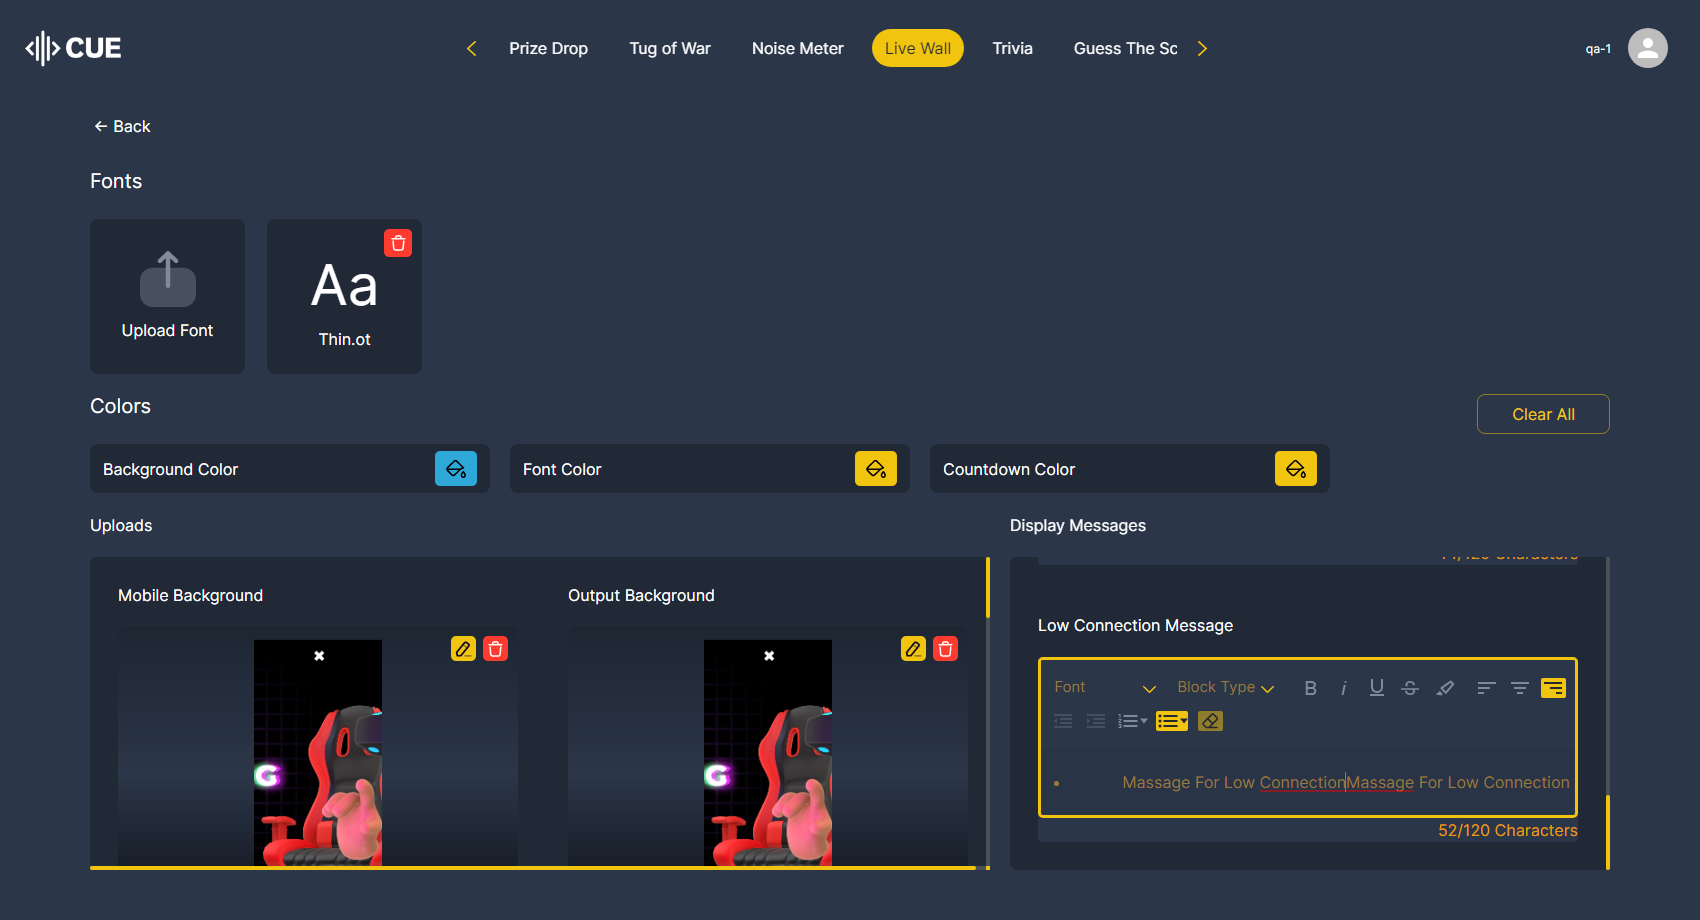 CUE
Prize Drop
Tug of War
Noise Meter
Live Wall
Trivia
Guess The Sc
qa-1
Back
Fonts
Upload Font
Aa
Thin.ot
Colors
Clear All
Background Color
Font Color
Countdown Color
Uploads
Display Messages
Mobile Background
Output Background
G
G
Low Connection Message
Font
Block Type
B i U S
• Massage For Low ConnectionMassage For Low Connection
52/120 Characters